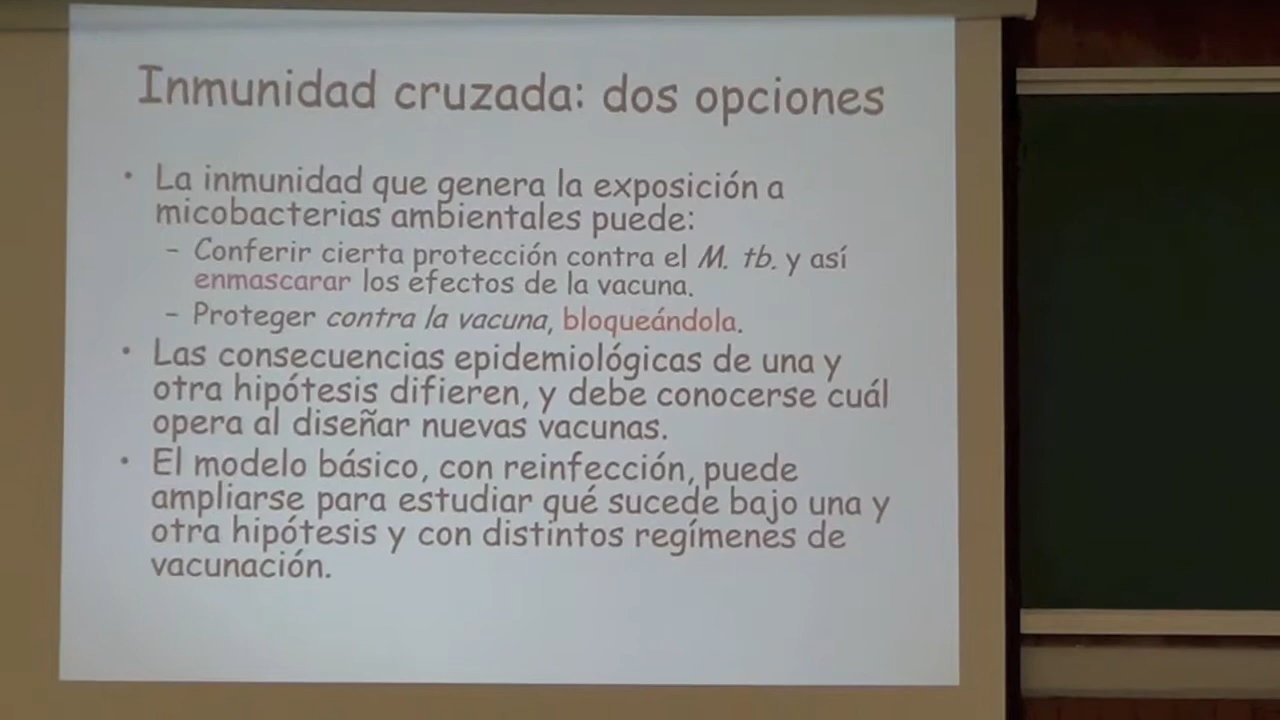 Inmunidad cruzada: dos opciones
• La inmunidad que genera la exposición a
micobacterias ambientales puede:
– Conferir cierta protección contra el M. tb. y así
enmascarar los efectos de la vacuna.
– Proteger contra la vacuna, bloqueándola.
• Las consecuencias epidemiológicas de una y
otra hipótesis difieren, y debe conocerse cuál
opera al diseñar nuevas vacunas.
• El modelo básico, con reinfección, puede
ampliarse para estudiar qué sucede bajo una y
otra hipótesis y con distintos regímenes de
vacunación.